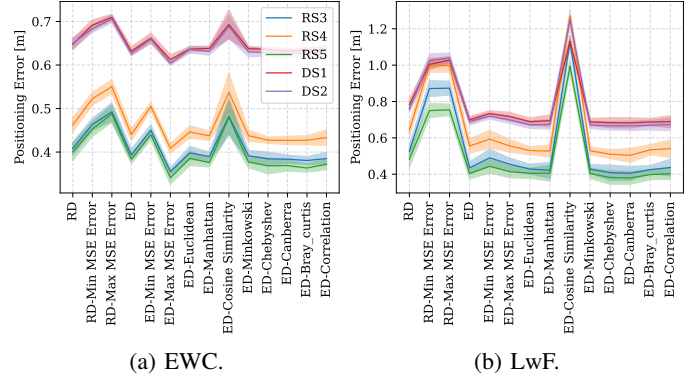 Positioning Error [m]
0.7
0.6
0.5
0.4
RS3
RS4
RS5
DS1
DS2
RD
RD-Min MSE Error
RD-Max MSE Error
ED
ED-Min MSE Error
ED-Max MSE Error
ED-Euclidean
ED-Manhattan
ED-Cosine Similarity
ED-Minkowski
ED-Chebyshev
ED-Canberra
ED-Bray_curtis
ED-Correlation
(a) EWC.
Positioning Error [m]
1.2
1.0
0.8
0.6
0.4
RD
RD-Min MSE Error
RD-Max MSE Error
ED
ED-Min MSE Error
ED-Max MSE Error
ED-Euclidean
ED-Manhattan
ED-Cosine Similarity
ED-Minkowski
ED-Chebyshev
ED-Canberra
ED-Bray_curtis
ED-Correlation
(b) LwF.